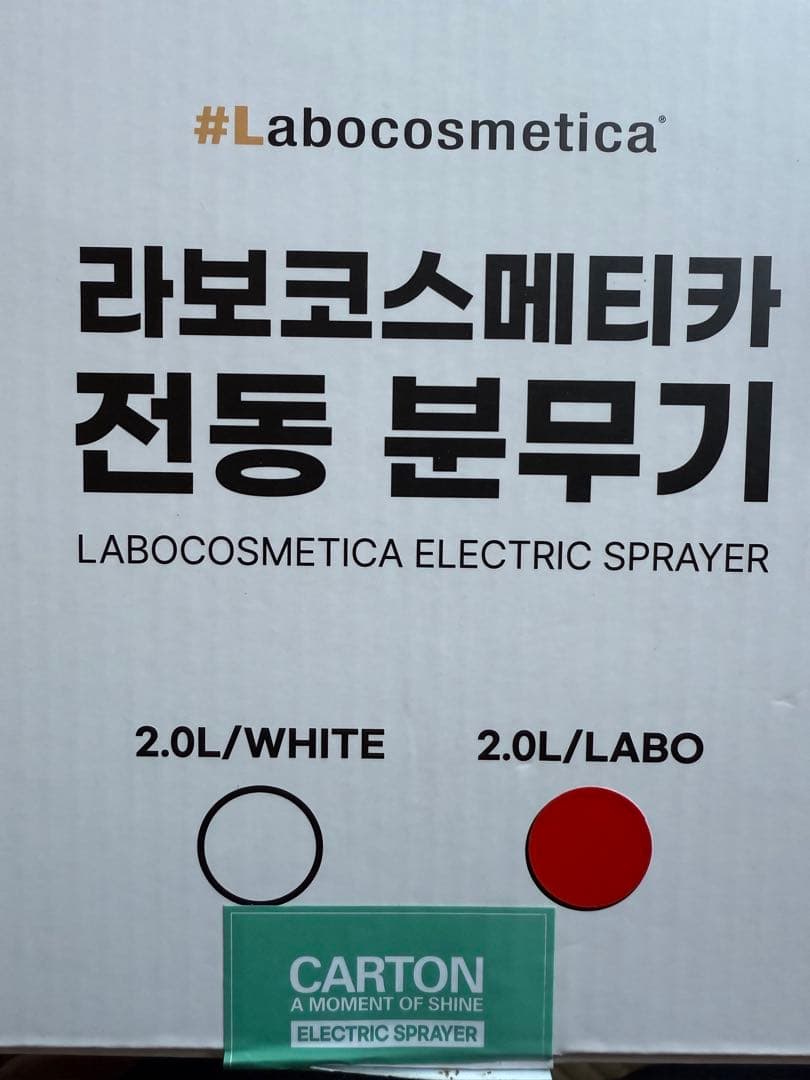 #Labocosmetica®
라보코스메티카
전동 분무기
LABOCOSMETICA ELECTRIC SPRAYER
2.0L/WHITE 2.0L/LABO
CARTON
A MOMENT OF SHINE
ELECTRIC SPRAYER